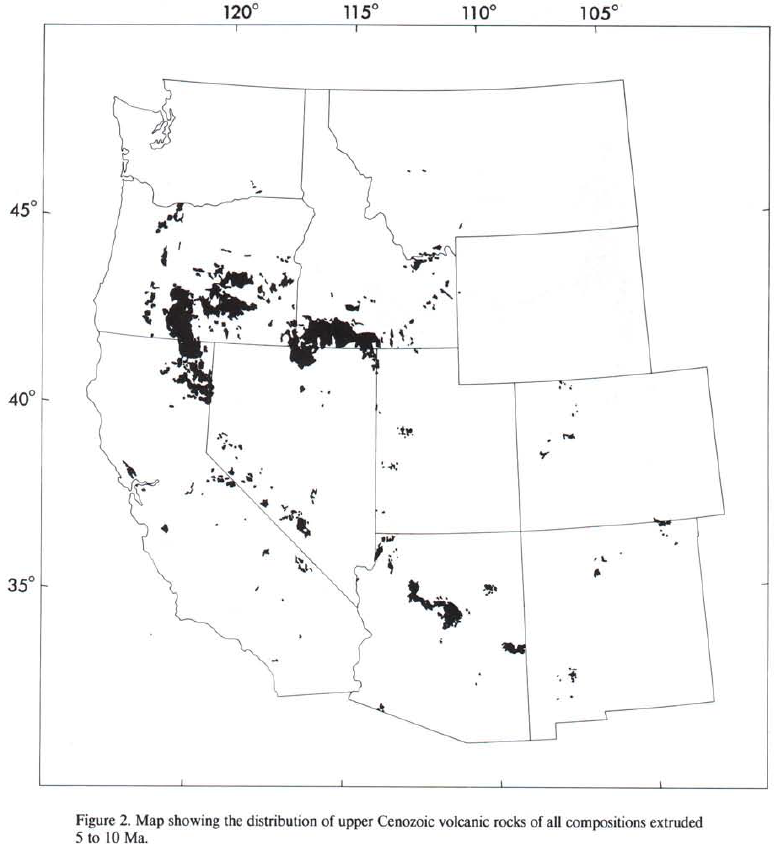 120° 115° 110° 105°
45°
40°
35°
Figure 2. Map showing the distribution of upper Cenozoic volcanic rocks of all compositions extruded
5 to 10 Ma.